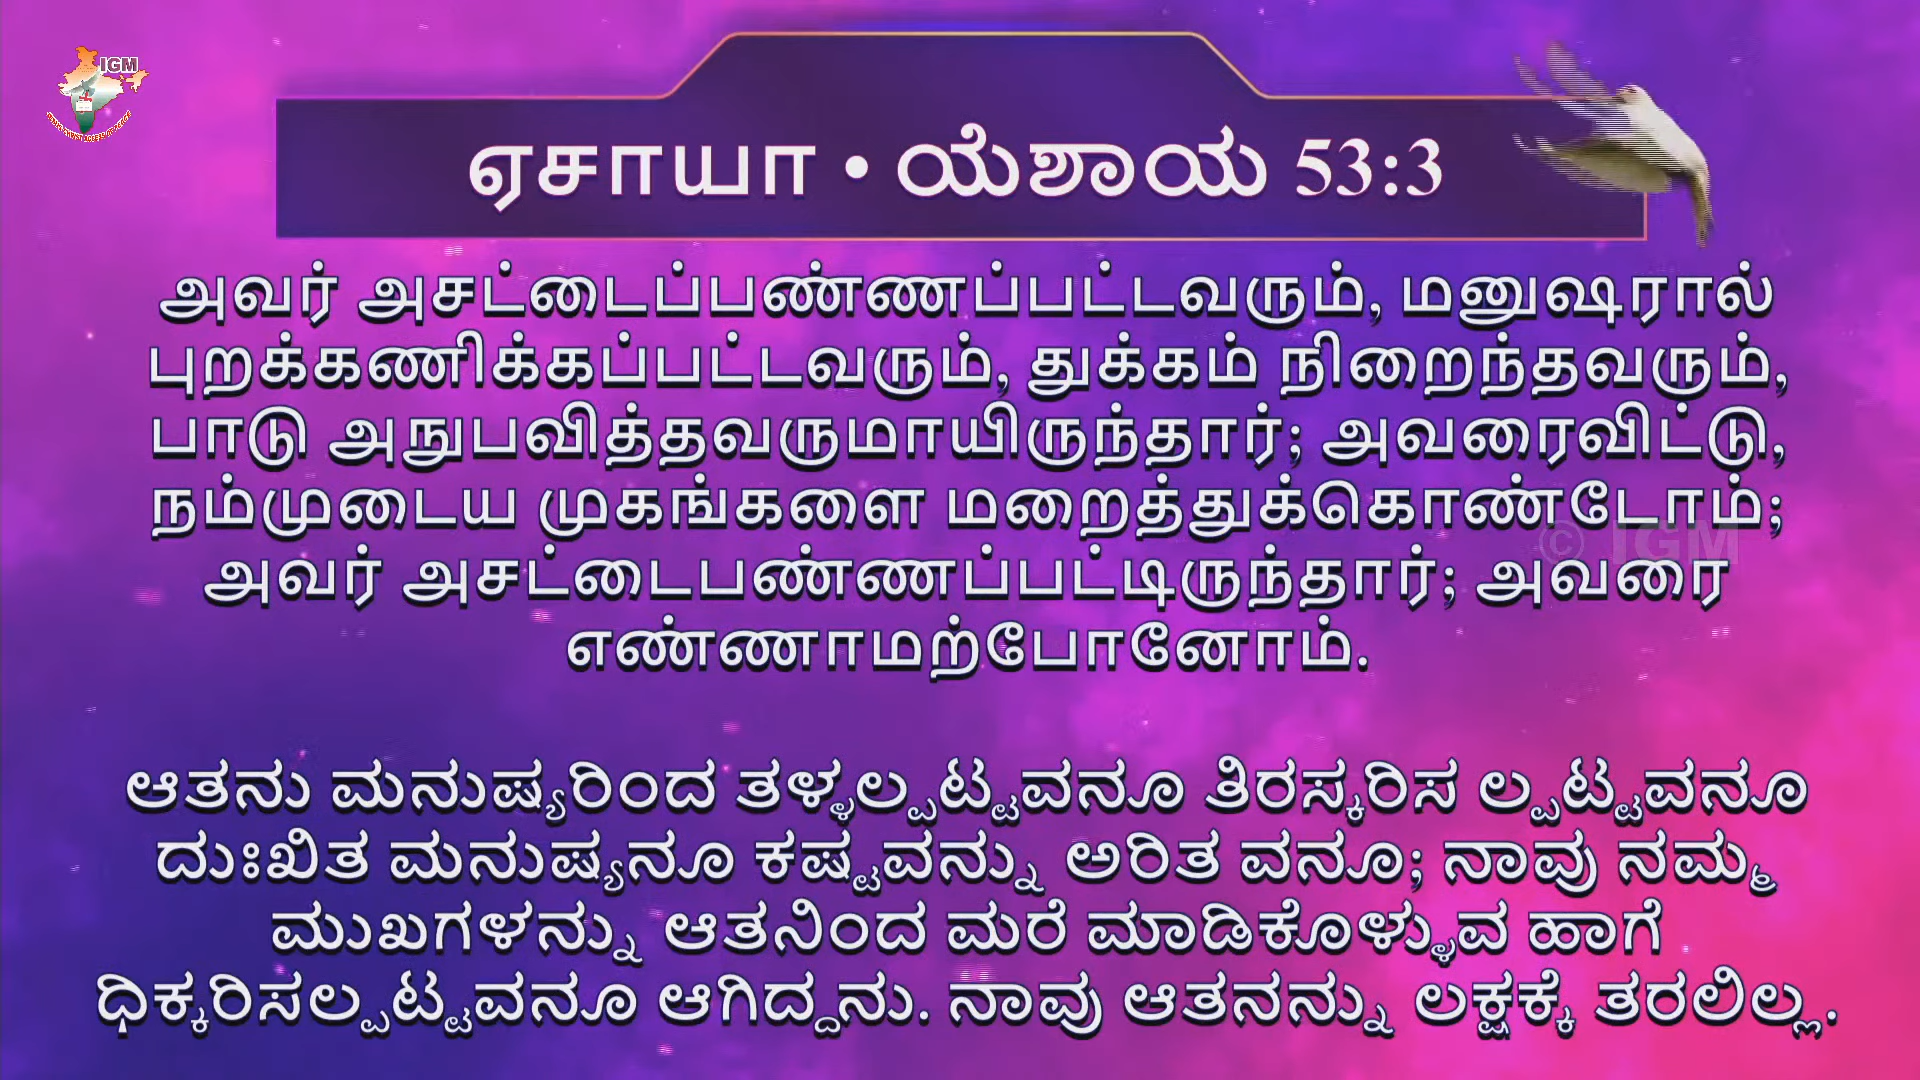 IGM
ஏசாயா • ಯೆಶಾಯ 53:3
அவர் அசட்டைப்பண்ணப்பட்டவரும், மனுஷரால்
புறக்கணிக்கப்பட்டவரும், துக்கம் நிறைந்தவரும்,
பாடு அநுபவித்தவருமாயிருந்தார்; அவரைவிட்டு,
நம்முடைய முகங்களை மறைத்துக்கொண்டோம்;
© IGM
அவர் அசட்டைபண்ணப்பட்டிருந்தார்; அவரை
எண்ணாமற்போனோம்.
ಆತನು ಮನುಷ್ಯರಿಂದ ತಳ್ಳಲ್ಪಟ್ಟವನೂ ತಿರಸ್ಕರಿಸ ಲ್ಪಟ್ಟವನೂ
ದುಃಖಿತ ಮನುಷ್ಯನೂ ಕಷ್ಟವನ್ನು ಅರಿತ ವನೂ; ನಾವು ನಮ್ಮ
ಮುಖಗಳನ್ನು ಆತನಿಂದ ಮರೆ ಮಾಡಿಕೊಳ್ಳುವ ಹಾಗೆ
ಧಿಕ್ಕರಿಸಲ್ಪಟ್ಟವನೂ ಆಗಿದ್ದನು. ನಾವು ಆತನನ್ನು ಲಕ್ಷಕ್ಕೆ ತರಲಿಲ್ಲ.